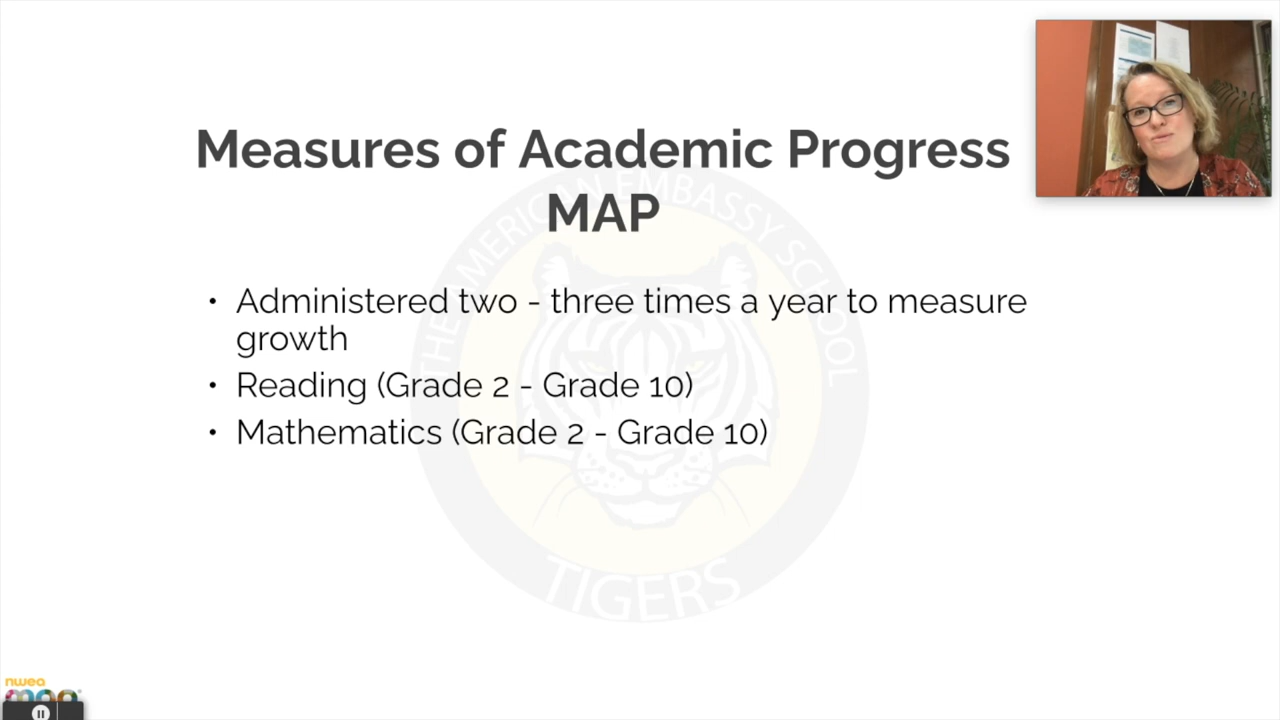 Measures of Academic Progress
MAP
• Administered two - three times a year to measure
growth
• Reading (Grade 2 - Grade 10)
• Mathematics (Grade 2 - Grade 10)
THE AMERICAN EMBASSY SCHOOL
TIGERS
nwea
map